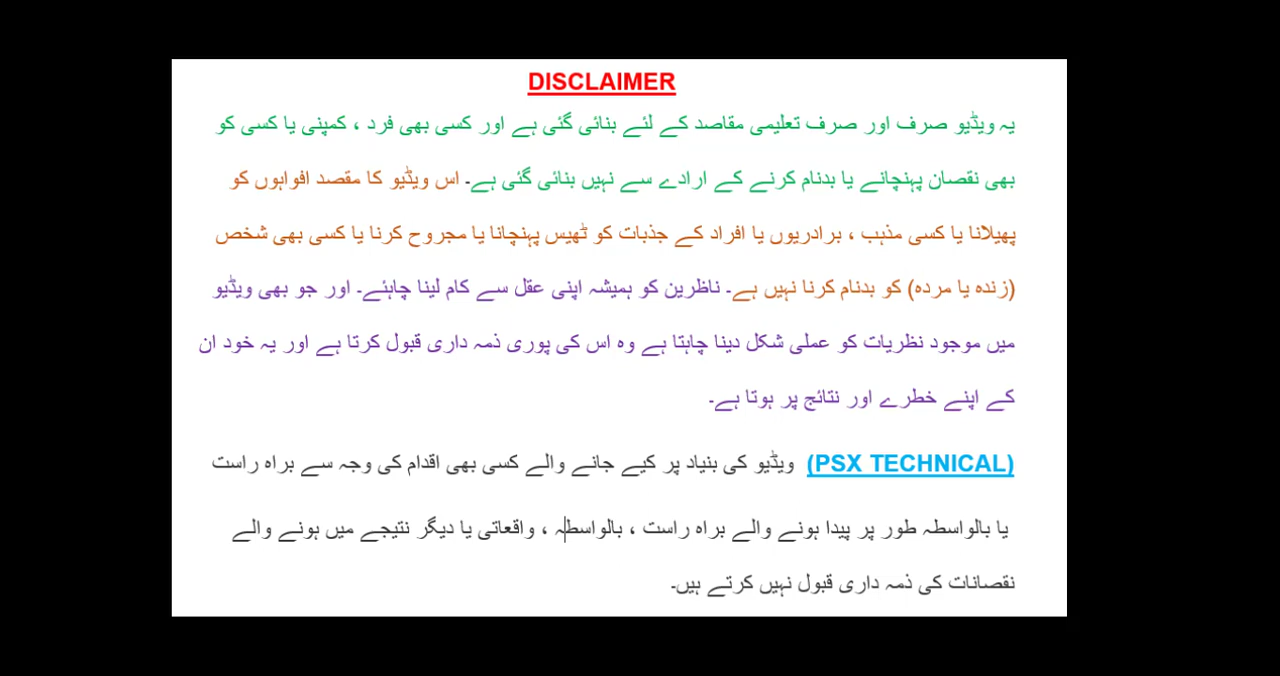 DISCLAIMER
یہ ویڈیو صرف اور صرف تعلیمی مقاصد کے لئے بنائی گئی ہے اور کسی بھی فرد ، کمپنی یا کسی کو
بھی نقصان پہنچانے یا بدنام کرنے کے ارادے سے نہیں بنائی گئی ہے۔ اس ویڈیو کا مقصد افواہوں کو
پھیلانا یا کسی مذہب ، برادریوں یا افراد کے جذبات کو ٹھیس پہنچانا یا مجروح کرنا یا کسی بھی شخص
(زندہ یا مردہ) کو بدنام کرنا نہیں ہے۔ ناظرین کو ہمیشہ اپنی عقل سے کام لینا چاہئے۔ اور جو بھی ویڈیو
میں موجود نظریات کو عملی شکل دینا چاہتا ہے وہ اس کی پوری ذمہ داری قبول کرتا ہے اور یہ خود ان
کے اپنے خطرے اور نتائج پر ہوتا ہے۔
(PSX TECHNICAL) ویڈیو کی بنیاد پر کیے جانے والے کسی بھی اقدام کی وجہ سے براہ راست
یا بالواسطہ طور پر پیدا ہونے والے براہ راست ، بالواسطہ ، واقعاتی یا دیگر نتیجے میں ہونے والے
نقصانات کی ذمہ داری قبول نہیں کرتے ہیں۔